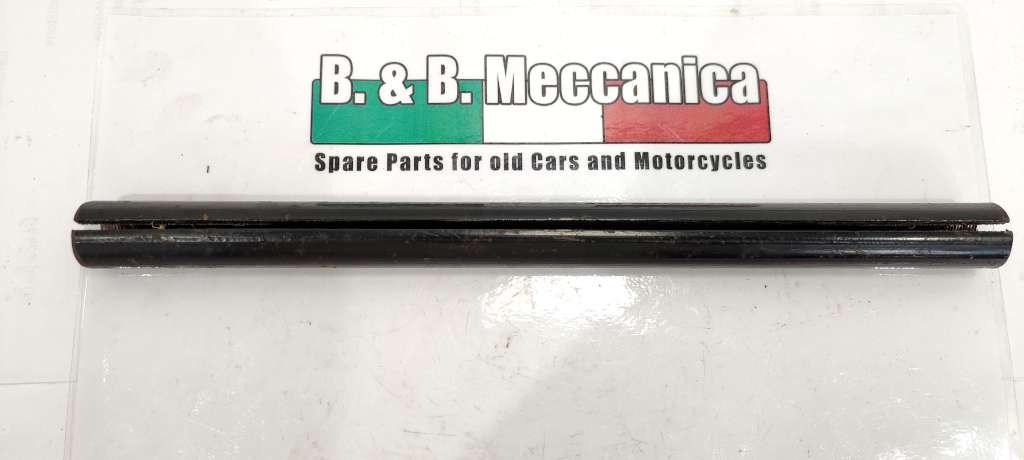 B. & B. Meccanica
Spare Parts for old Cars and Motorcycles